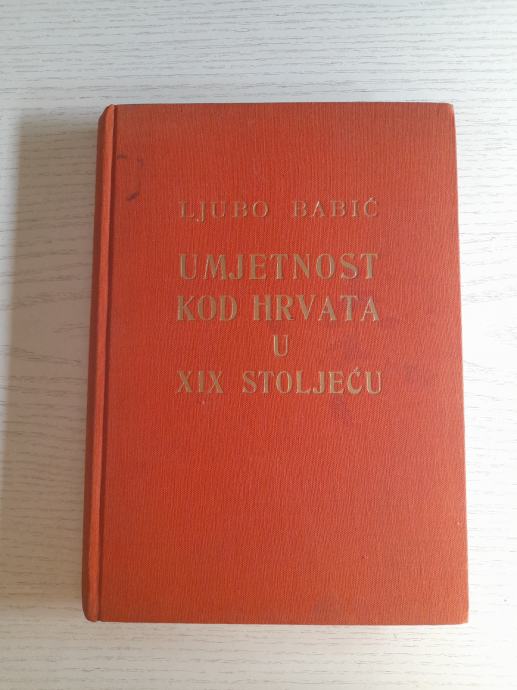 LJUBO BABIĆ
UMJETNOST
KOD HRVATA
U
XIX STOLJEĆU